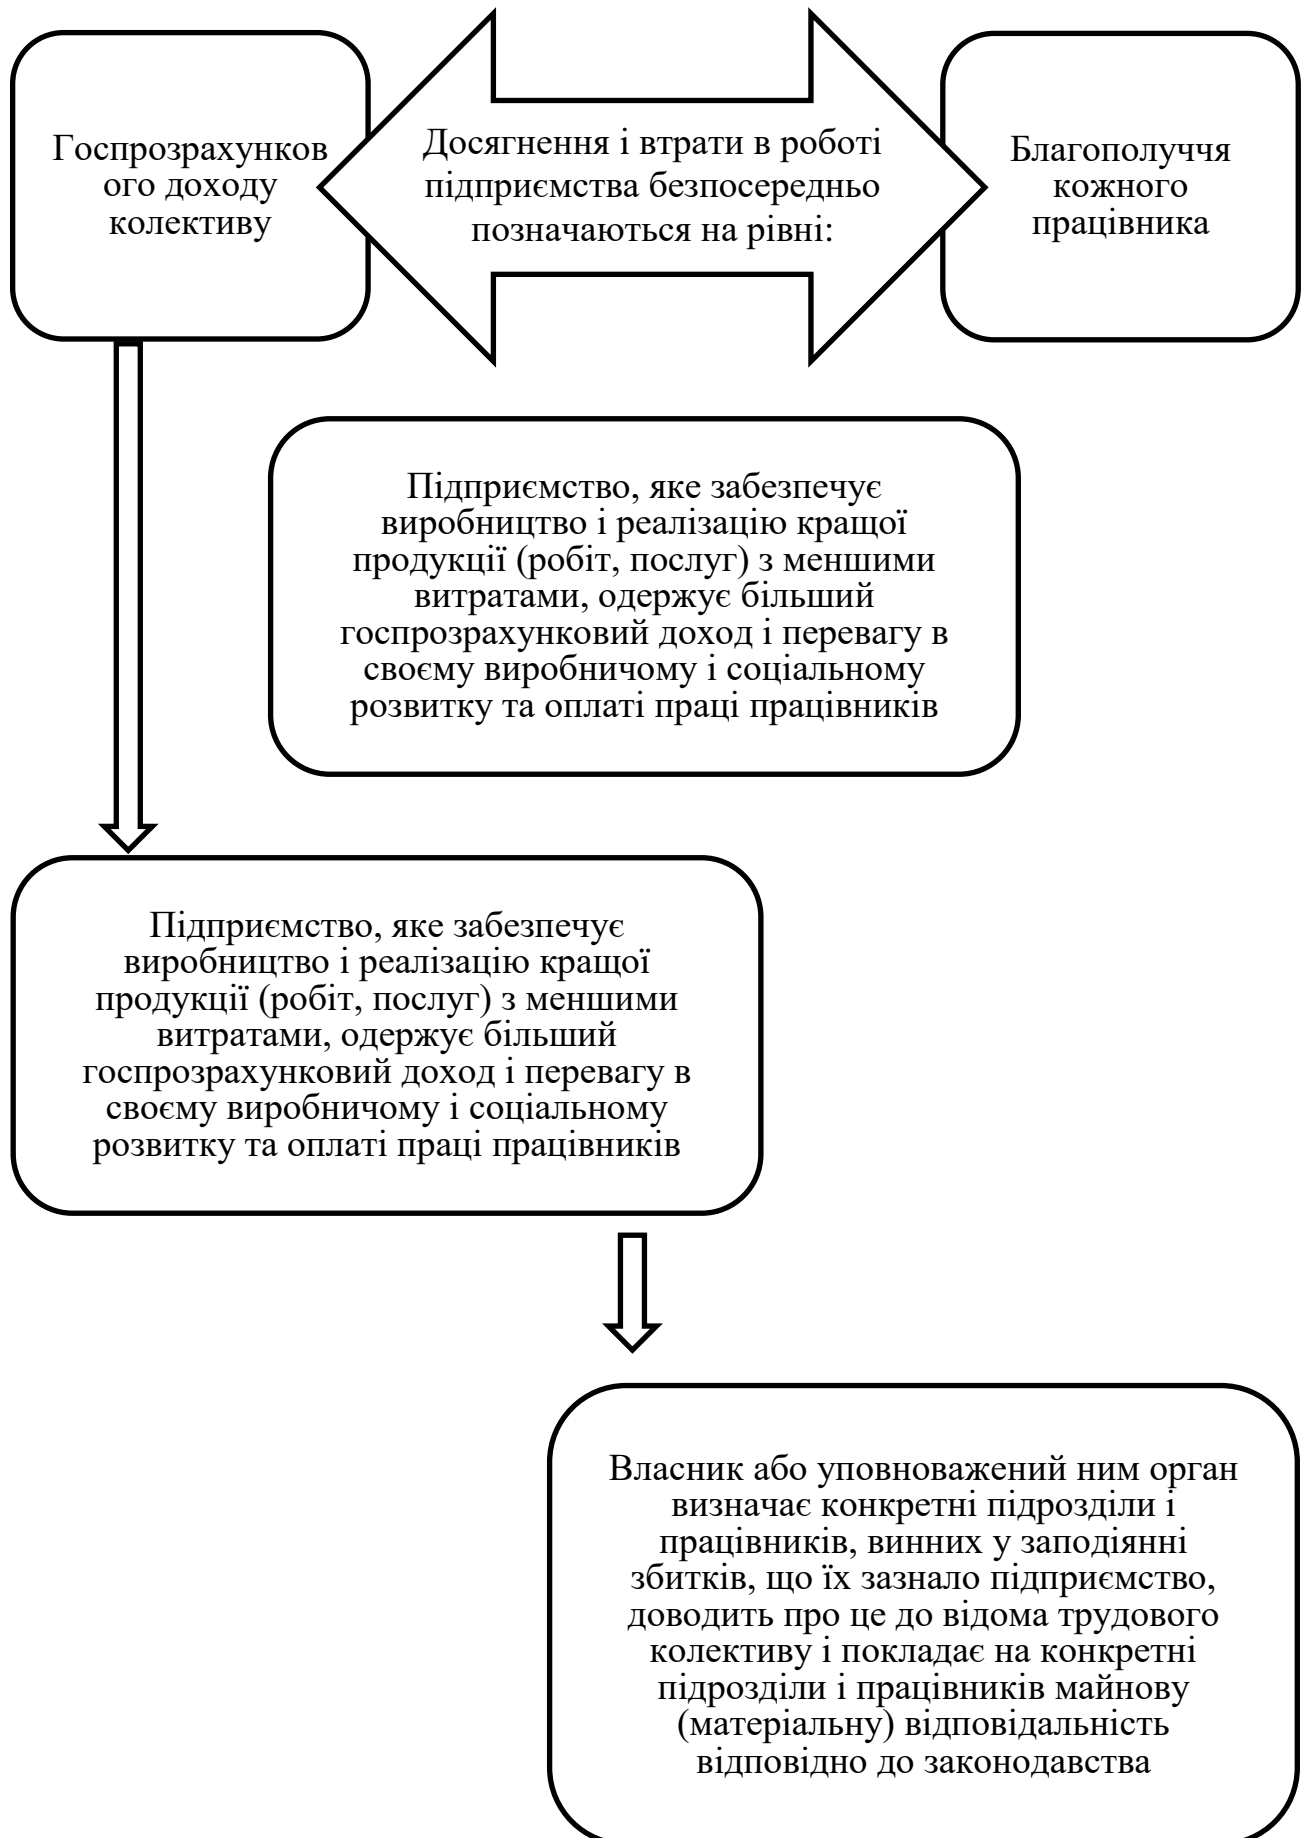 Госпрозрахунков
ого доходу
колективу
Досягнення і втрати в роботі
підприємства безпосередньо
позначаються на рівні:
Благополуччя
кожного
працівника
Підприємство, яке забезпечує
виробництво і реалізацію кращої
продукції (робіт, послуг) з меншими
витратами, одержує більший
госпрозрахунковий доход і перевагу в
своєму виробничому і соціальному
розвитку та оплаті праці працівників
Підприємство, яке забезпечує
виробництво і реалізацію кращої
продукції (робіт, послуг) з меншими
витратами, одержує більший
госпрозрахунковий доход і перевагу в
своєму виробничому і соціальному
розвитку та оплаті праці працівників
Власник або уповноважений ним орган
визначає конкретні підрозділи і
працівників, винних у заподіянні
збитків, що їх зазнало підприємство,
доводить про це до відома трудового
колективу і покладає на конкретні
підрозділи і працівників майнову
(матеріальну) відповідальність
відповідно до законодавства